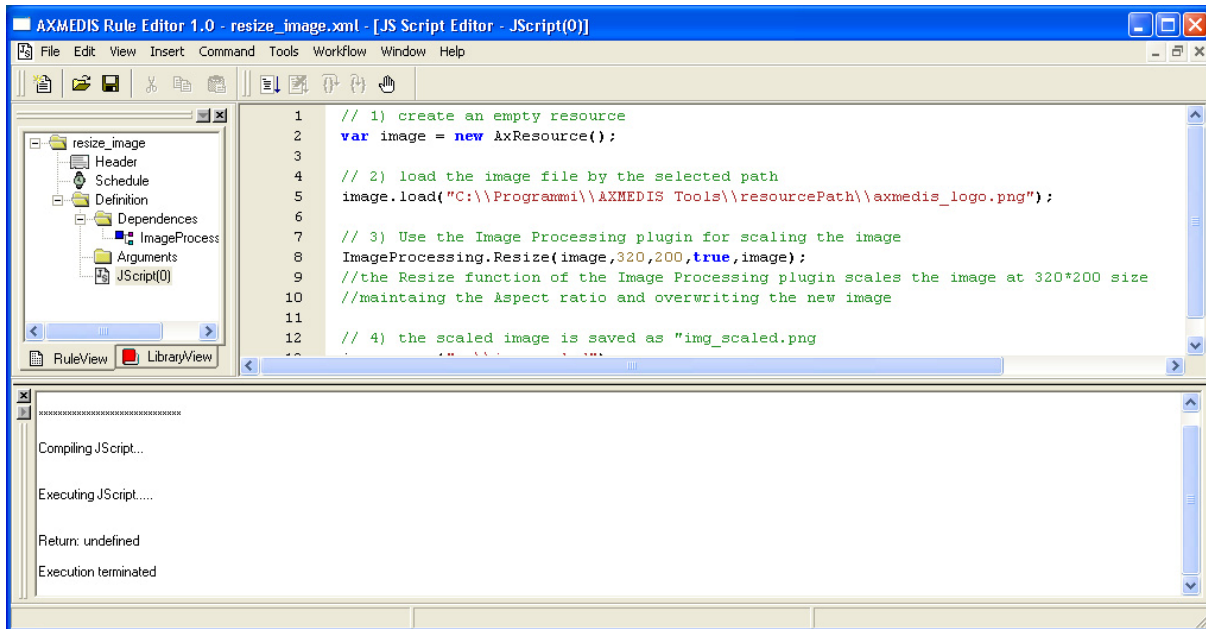 AXMEDIS Rule Editor 1.0 - resize_image.xml - [JS Script Editor - JScript(0)]
File Edit View Insert Command Tools Workflow Window Help
resize_image
Header
Schedule
Definition
Dependences
ImageProcess
Arguments
JScript(0)
RuleView LibraryView
1 // 1) create an empty resource
2 var image = new AxResource();
3
4 // 2) load the image file by the selected path
5 image.load("C:\\Programmi\\AXMEDIS Tools\\resourcePath\\axmedis_logo.png");
6
7 // 3) Use the Image Processing plugin for scaling the image
8 ImageProcessing.Resize(image,320,200,true,image);
9 //the Resize function of the Image Processing plugin scales the image at 320*200 size
10 //maintaing the Aspect ratio and overwriting the new image
11
12 // 4) the scaled image is saved as "img_scaled.png
Compiling JScript...
Executing JScript.....
Return: undefined
Execution terminated